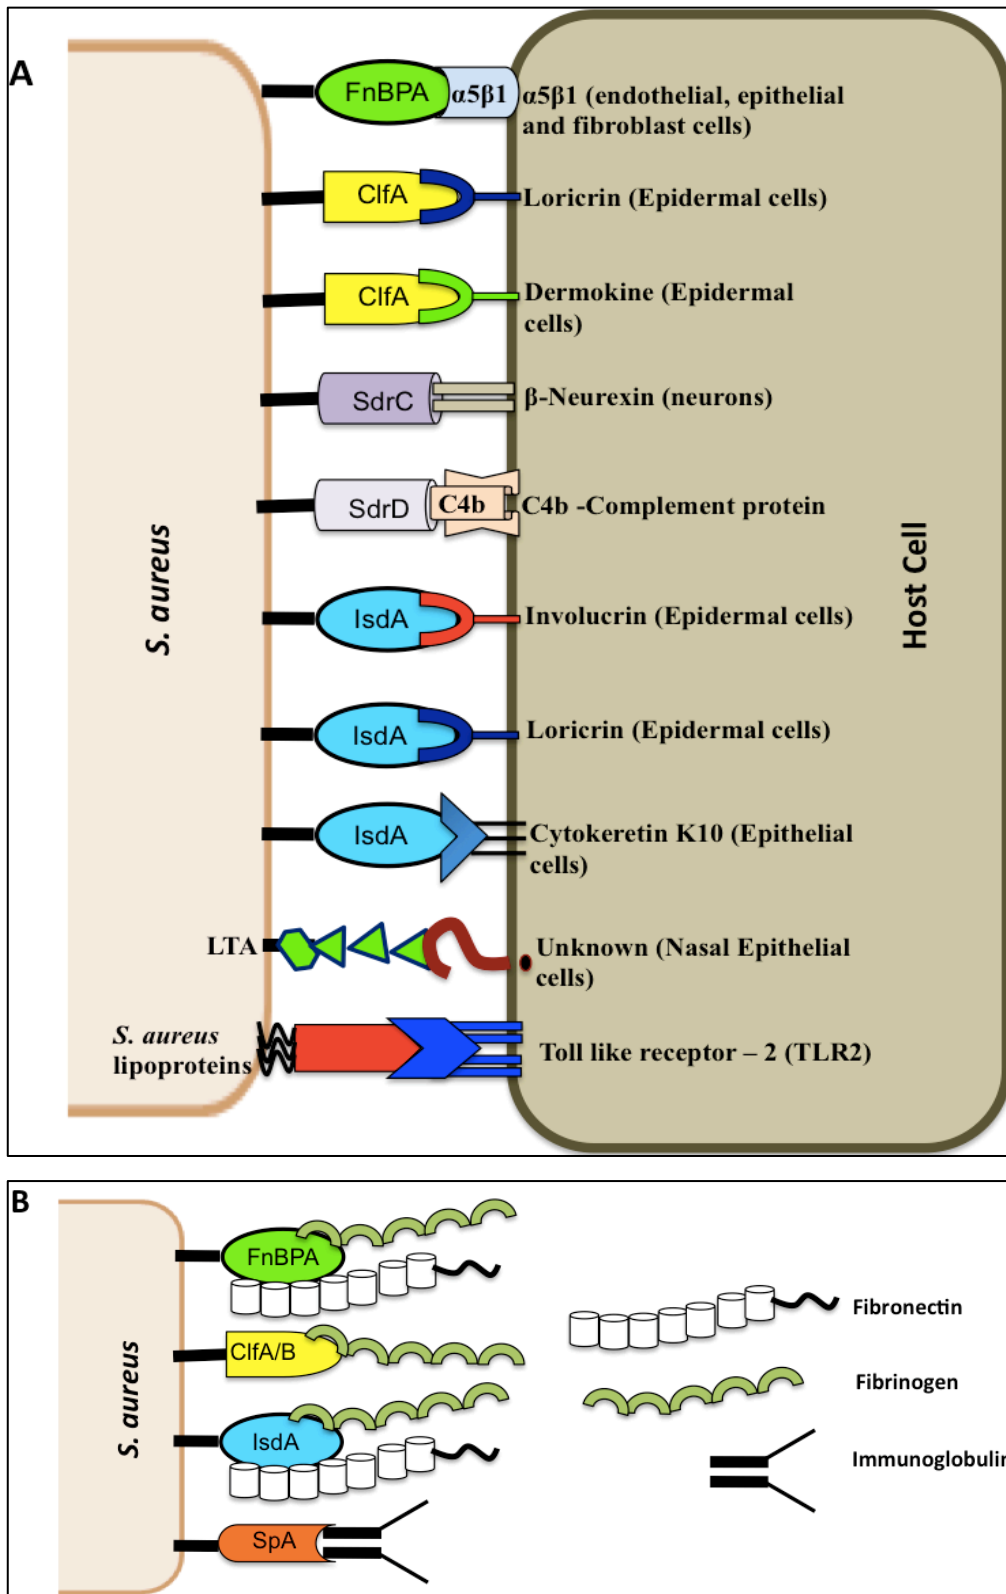 A
FnBPA
α5β1
α5β1 (endothelial, epithelial
and fibroblast cells)
ClfA
Loricrin (Epidermal cells)
ClfA
Dermokine (Epidermal
cells)
SdrC
β-Neurexin (neurons)
SdrD
C4b
C4b -Complement protein
S. aureus
Host Cell
IsdA
Involucrin (Epidermal cells)
IsdA
Loricrin (Epidermal cells)
IsdA
Cytokeretin K10 (Epithelial
cells)
LTA
Unknown (Nasal Epithelial
cells)
S. aureus
lipoproteins
Toll like receptor – 2 (TLR2)
B
S. aureus
FnBPA
ClfA/B
IsdA
SpA
Fibronectin
Fibrinogen
Immunoglobulin